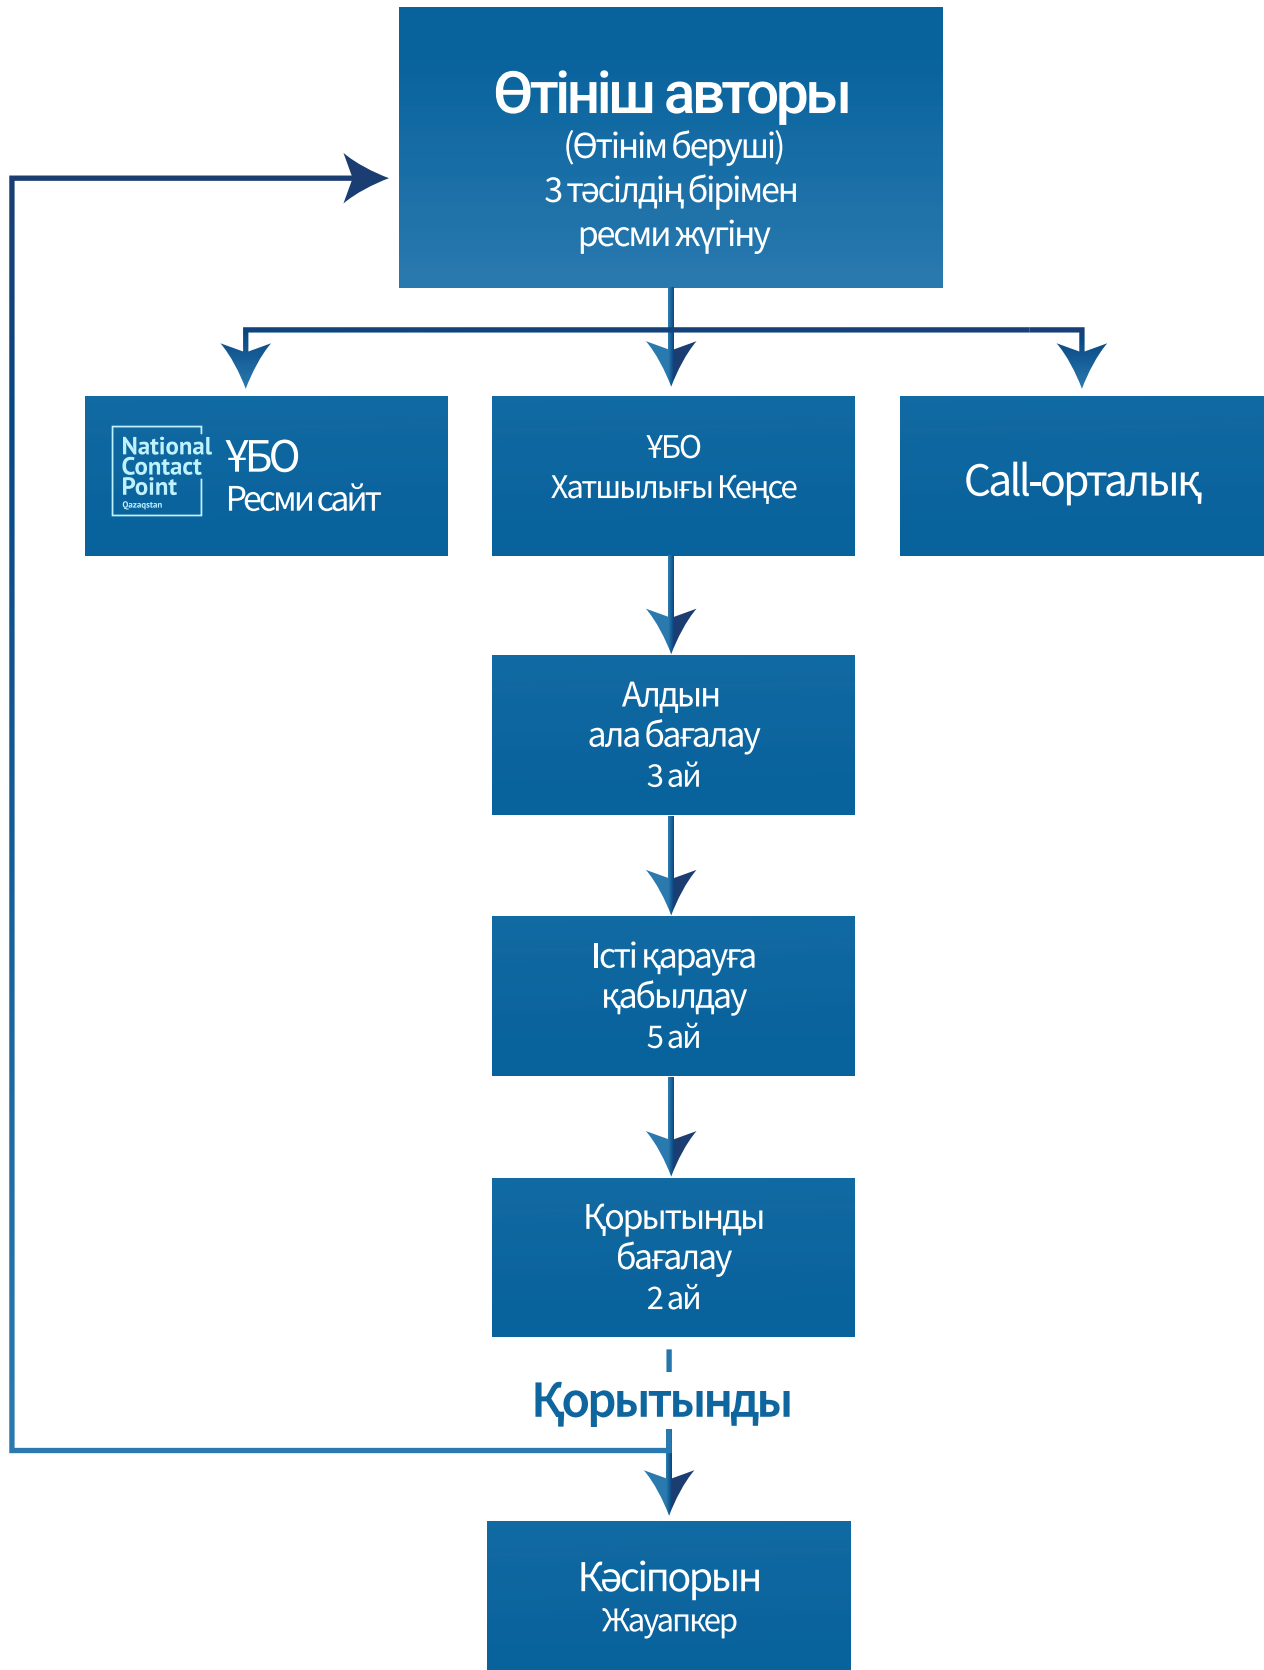 Өтініш авторы
(Өтінім беруші)
3 тәсілдің бірімен
ресми жүгіну
National
Contact
Point
Qazaqstan
ҰБО
Ресми сайт
ҰБО
Хатшылығы Кеңсе
Call-орталық
Алдын
ала бағалау
3 ай
Істі қарауға
қабылдау
5 ай
Қорытынды
бағалау
2 ай
Қорытынды
Кәсіпорын
Жауапкер